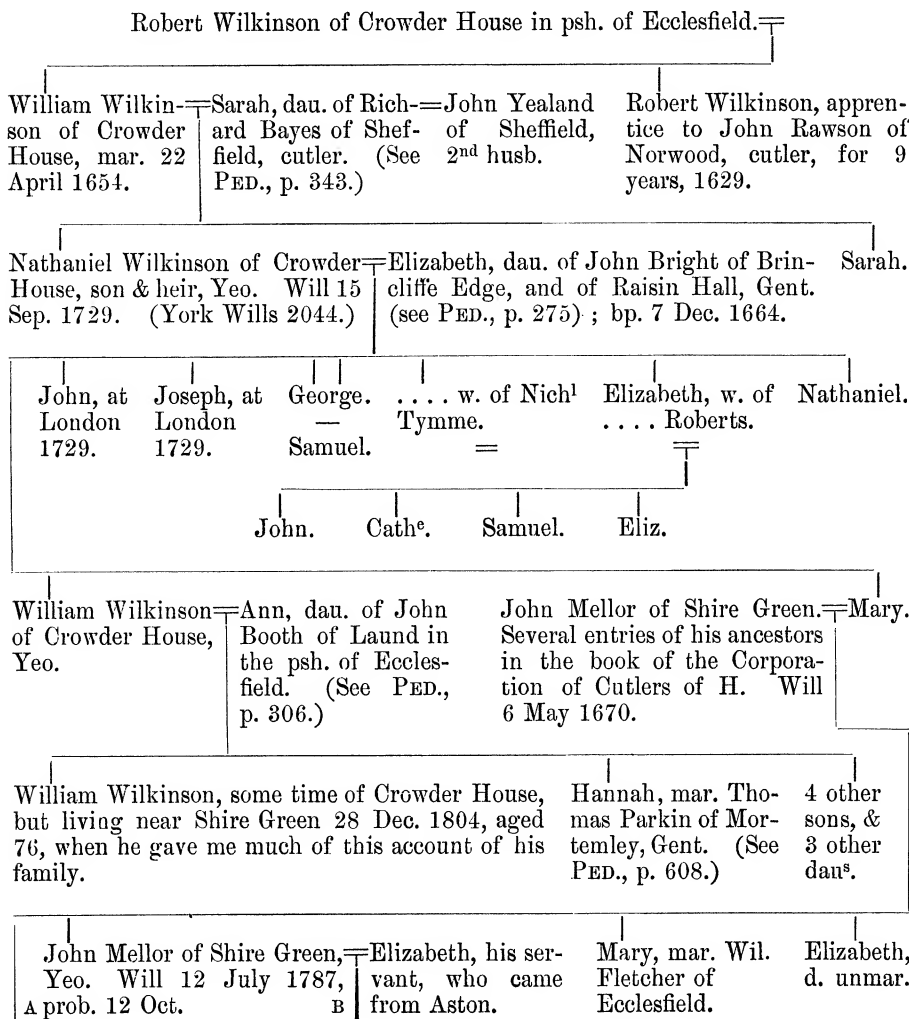 Robert Wilkinson of Crowder House in psh. of Ecclesfield.
William Wilkin-
son of Crowder
House, mar. 22
April 1654.
Sarah, dau. of Rich-
ard Bayes of Shef-
field, cutler. (See
PED., p. 343.)
John Yealand
of Sheffield,
2nd husb.
Robert Wilkinson, appren-
tice to John Rawson of
Norwood, cutler, for 9
years, 1629.
Nathaniel Wilkinson of Crowder
House, son & heir, Yeo. Will 15
Sep. 1729. (York Wills 2044.)
Elizabeth, dau. of John Bright of Brin-
cliffe Edge, and of Raisin Hall, Gent.
(see PED., p. 275) ; bp. 7 Dec. 1664.
Sarah.
John, at
London
1729.
Joseph, at
London
1729.
George.
—
Samuel.
.... w. of Nichl
Tymme.
=
Elizabeth, w. of
.... Roberts.
Nathaniel.
John.
Cathe.
Samuel.
Eliz.
William Wilkinson
of Crowder House,
Yeo.
Ann, dau. of John
Booth of Laund in
the psh. of Eccles-
field. (See PED.,
p. 306.)
John Mellor of Shire Green.
Several entries of his ancestors
in the book of the Corpora-
tion of Cutlers of H. Will
6 May 1670.
Mary.
William Wilkinson, some time of Crowder House,
but living near Shire Green 28 Dec. 1804, aged
76, when he gave me much of this account of his
family.
Hannah, mar. Tho-
mas Parkin of Mor-
temley, Gent. (See
PED., p. 608.)
4 other
sons, &
3 other
daus.
John Mellor of Shire Green,
Yeo. Will 12 July 1787,
A prob. 12 Oct. B
Elizabeth, his ser-
vant, who came
from Aston.
Mary, mar. Wil.
Fletcher of
Ecclesfield.
Elizabeth,
d. unmar.